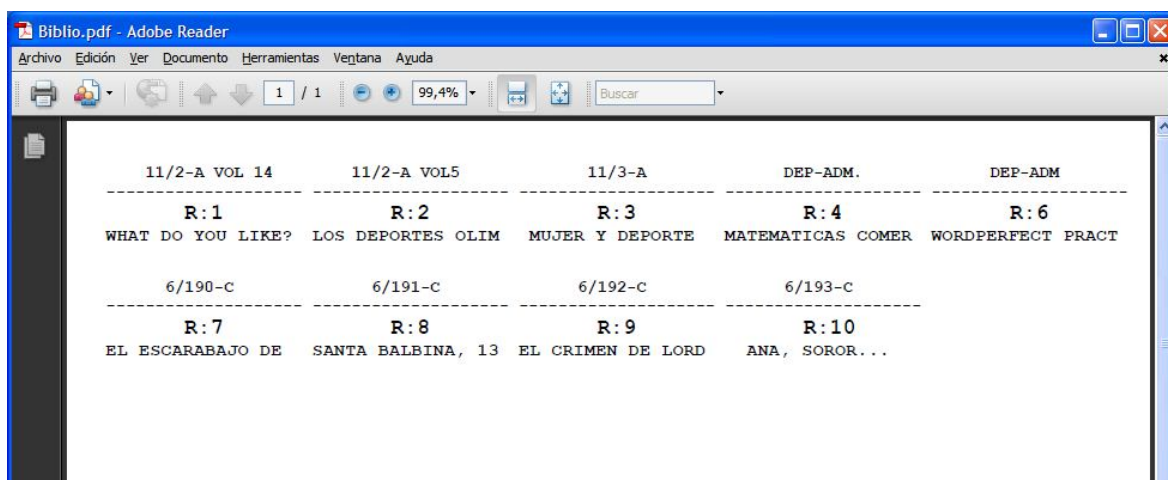 Biblio.pdf - Adobe Reader
Archivo Edición Ver Documento Herramientas Ventana Ayuda
1 / 1 99,4% Buscar
11/2-A VOL 14 11/2-A VOL5 11/3-A DEP-ADM. DEP-ADM
------------------- ------------------- ------------------- ------------------- -------------------
R:1 R:2 R:3 R:4 R:6
WHAT DO YOU LIKE? LOS DEPORTES OLIM MUJER Y DEPORTE MATEMATICAS COMER WORDPERFECT PRACT
6/190-C 6/191-C 6/192-C 6/193-C
------------------- ------------------- ------------------- -------------------
R:7 R:8 R:9 R:10
EL ESCARABAJO DE SANTA BALBINA, 13 EL CRIMEN DE LORD ANA, SOROR...